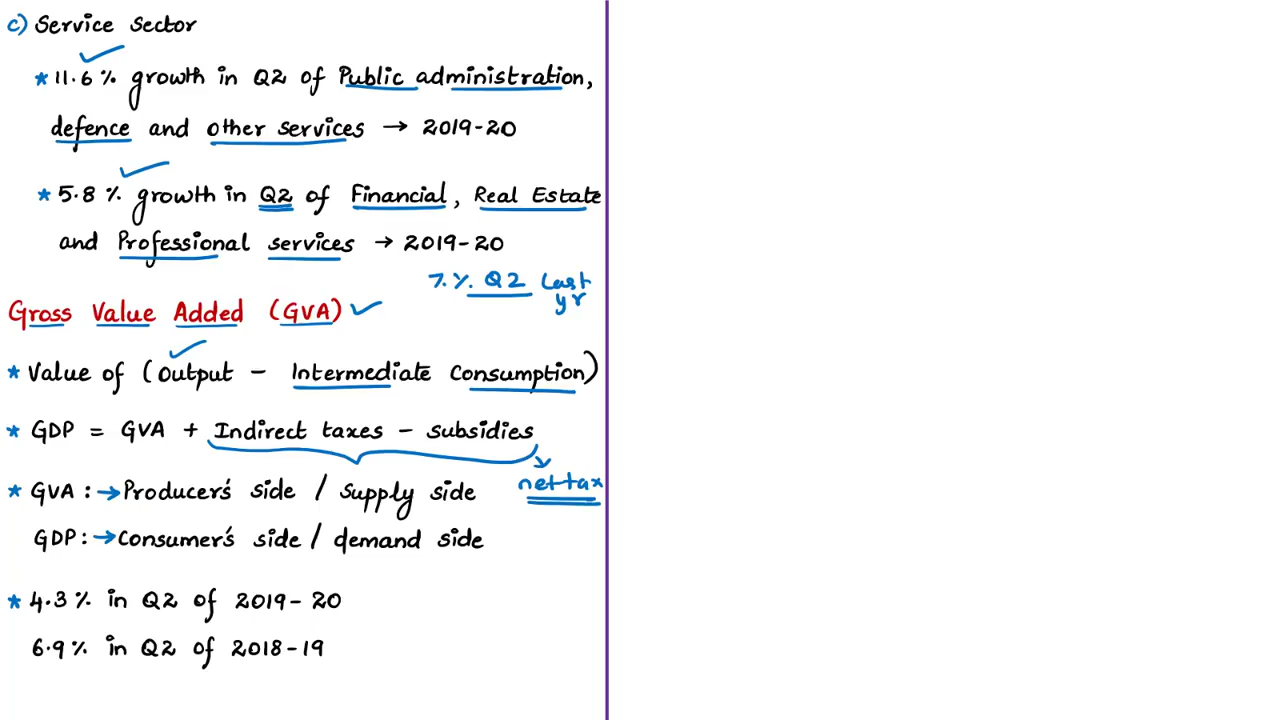 c) Service Sector
* 11.6 % growth in Q2 of Public administration,
defence and other services → 2019-20
* 5.8 % growth in Q2 of Financial, Real Estate
and Professional services → 2019-20
7.% Q2 last
yr
Gross Value Added (GVA)
* Value of (Output - Intermediate Consumption)
* GDP = GVA + Indirect taxes - subsidies
net tax
* GVA : → Producer's side / Supply side
GDP : → Consumer's side / demand side
* 4.3 % in Q2 of 2019-20
6.9 % in Q2 of 2018-19